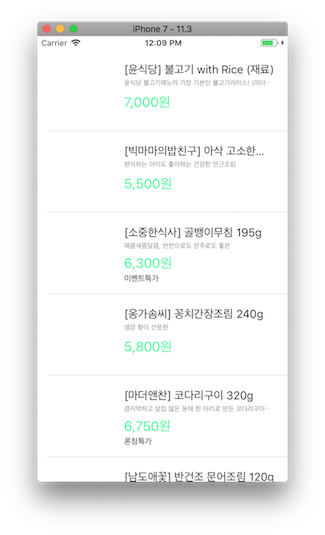 iPhone 7 - 11.3
Carrier 12:09 PM
[윤식당] 불고기 with Rice (재료)
윤식당 불고기메뉴의 가장 기본인 불고기라이스! (마더…
7,000원
[빅마마의밥친구] 아삭 고소한…
편식하는 아이도 좋아하는 건강한 연근조림
5,500원
[소중한식사] 골뱅이무침 195g
매콤새콤달콤, 반찬으로도 안주로도 좋은
6,300원
이벤트특가
[옹가솜씨] 꽁치간장조림 240g
생강 향이 산뜻한
5,800원
[마더앤찬] 코다리구이 320g
큼지막하고 살집 많은 동태 한 마리로 만든 코다리구이…
6,750원
론칭특가
[남도애꽃] 반건조 문어조림 120g